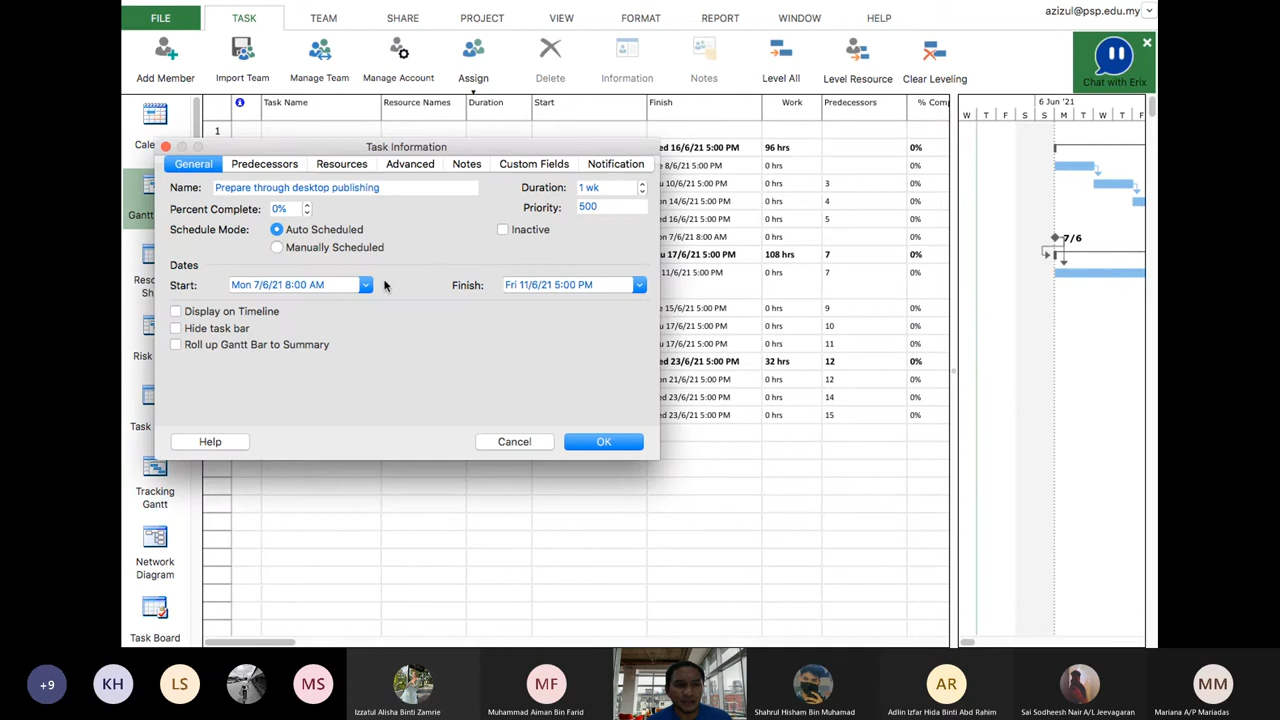 FILE TASK TEAM SHARE PROJECT VIEW FORMAT REPORT WINDOW HELP azizul@psp.edu.my
Add Member Import Team Manage Team Manage Account Assign Delete Information Notes Level All Level Resource Clear Leveling Chat with Erix
Task Name Resource Names Duration Start Finish Work Predecessors % Comp
6 Jun '21
W T F S S M T W T F
1
Task Information
General Predecessors Resources Advanced Notes Custom Fields Notification
Name: Prepare through desktop publishing Duration: 1 wk
Percent Complete: 0% Priority: 500
Schedule Mode: Auto Scheduled Inactive
Manually Scheduled
Dates
Start: Mon 7/6/21 8:00 AM Finish: Fri 11/6/21 5:00 PM
Display on Timeline
Hide task bar
Roll up Gantt Bar to Summary
Help Cancel OK
ed 16/6/21 5:00 PM 96 hrs 0%
e 8/6/21 5:00 PM 0 hrs 0%
u 10/6/21 5:00 PM 0 hrs 3 0%
on 14/6/21 5:00 PM 0 hrs 4 0%
ed 16/6/21 5:00 PM 0 hrs 5 0%
on 7/6/21 8:00 AM 0 hrs 0%
7/6
u 17/6/21 5:00 PM 108 hrs 7 0%
11/6/21 5:00 PM 0 hrs 7 0%
e 15/6/21 5:00 PM 0 hrs 9 0%
u 17/6/21 5:00 PM 0 hrs 10 0%
u 17/6/21 5:00 PM 0 hrs 11 0%
ed 23/6/21 5:00 PM 32 hrs 12 0%
on 21/6/21 5:00 PM 0 hrs 12 0%
ed 23/6/21 5:00 PM 0 hrs 14 0%
ed 23/6/21 5:00 PM 0 hrs 15 0%
Cale
Gantt
Reso
Sh
Risk
Task
Tracking
Gantt
Network
Diagram
Task Board
+9 KH LS MS MF AR MM
Izzatul Alisha Binti Zamrie Muhammad Aiman Bin Farid Shahrul Hisham Bin Muhamad Adlin Izfar Hida Binti Abd Rahim Sai Sodheesh Nair A/L Jeevagaran Mariana A/P Mariadas